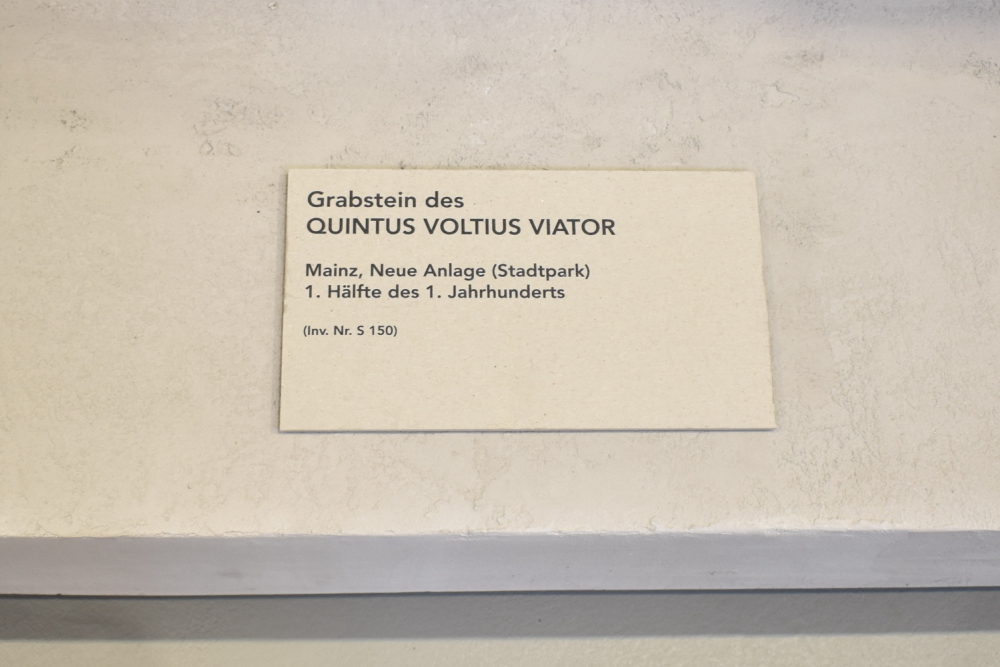 Grabstein des
QUINTUS VOLTIUS VIATOR
Mainz, Neue Anlage (Stadtpark)
1. Hälfte des 1. Jahrhunderts
(Inv. Nr. S 150)